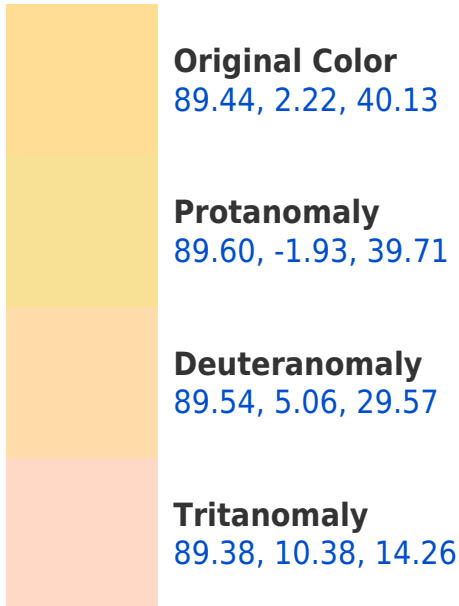 Original Color
89.44, 2.22, 40.13
Protanomaly
89.60, -1.93, 39.71
Deuteranomaly
89.54, 5.06, 29.57
Tritanomaly
89.38, 10.38, 14.26